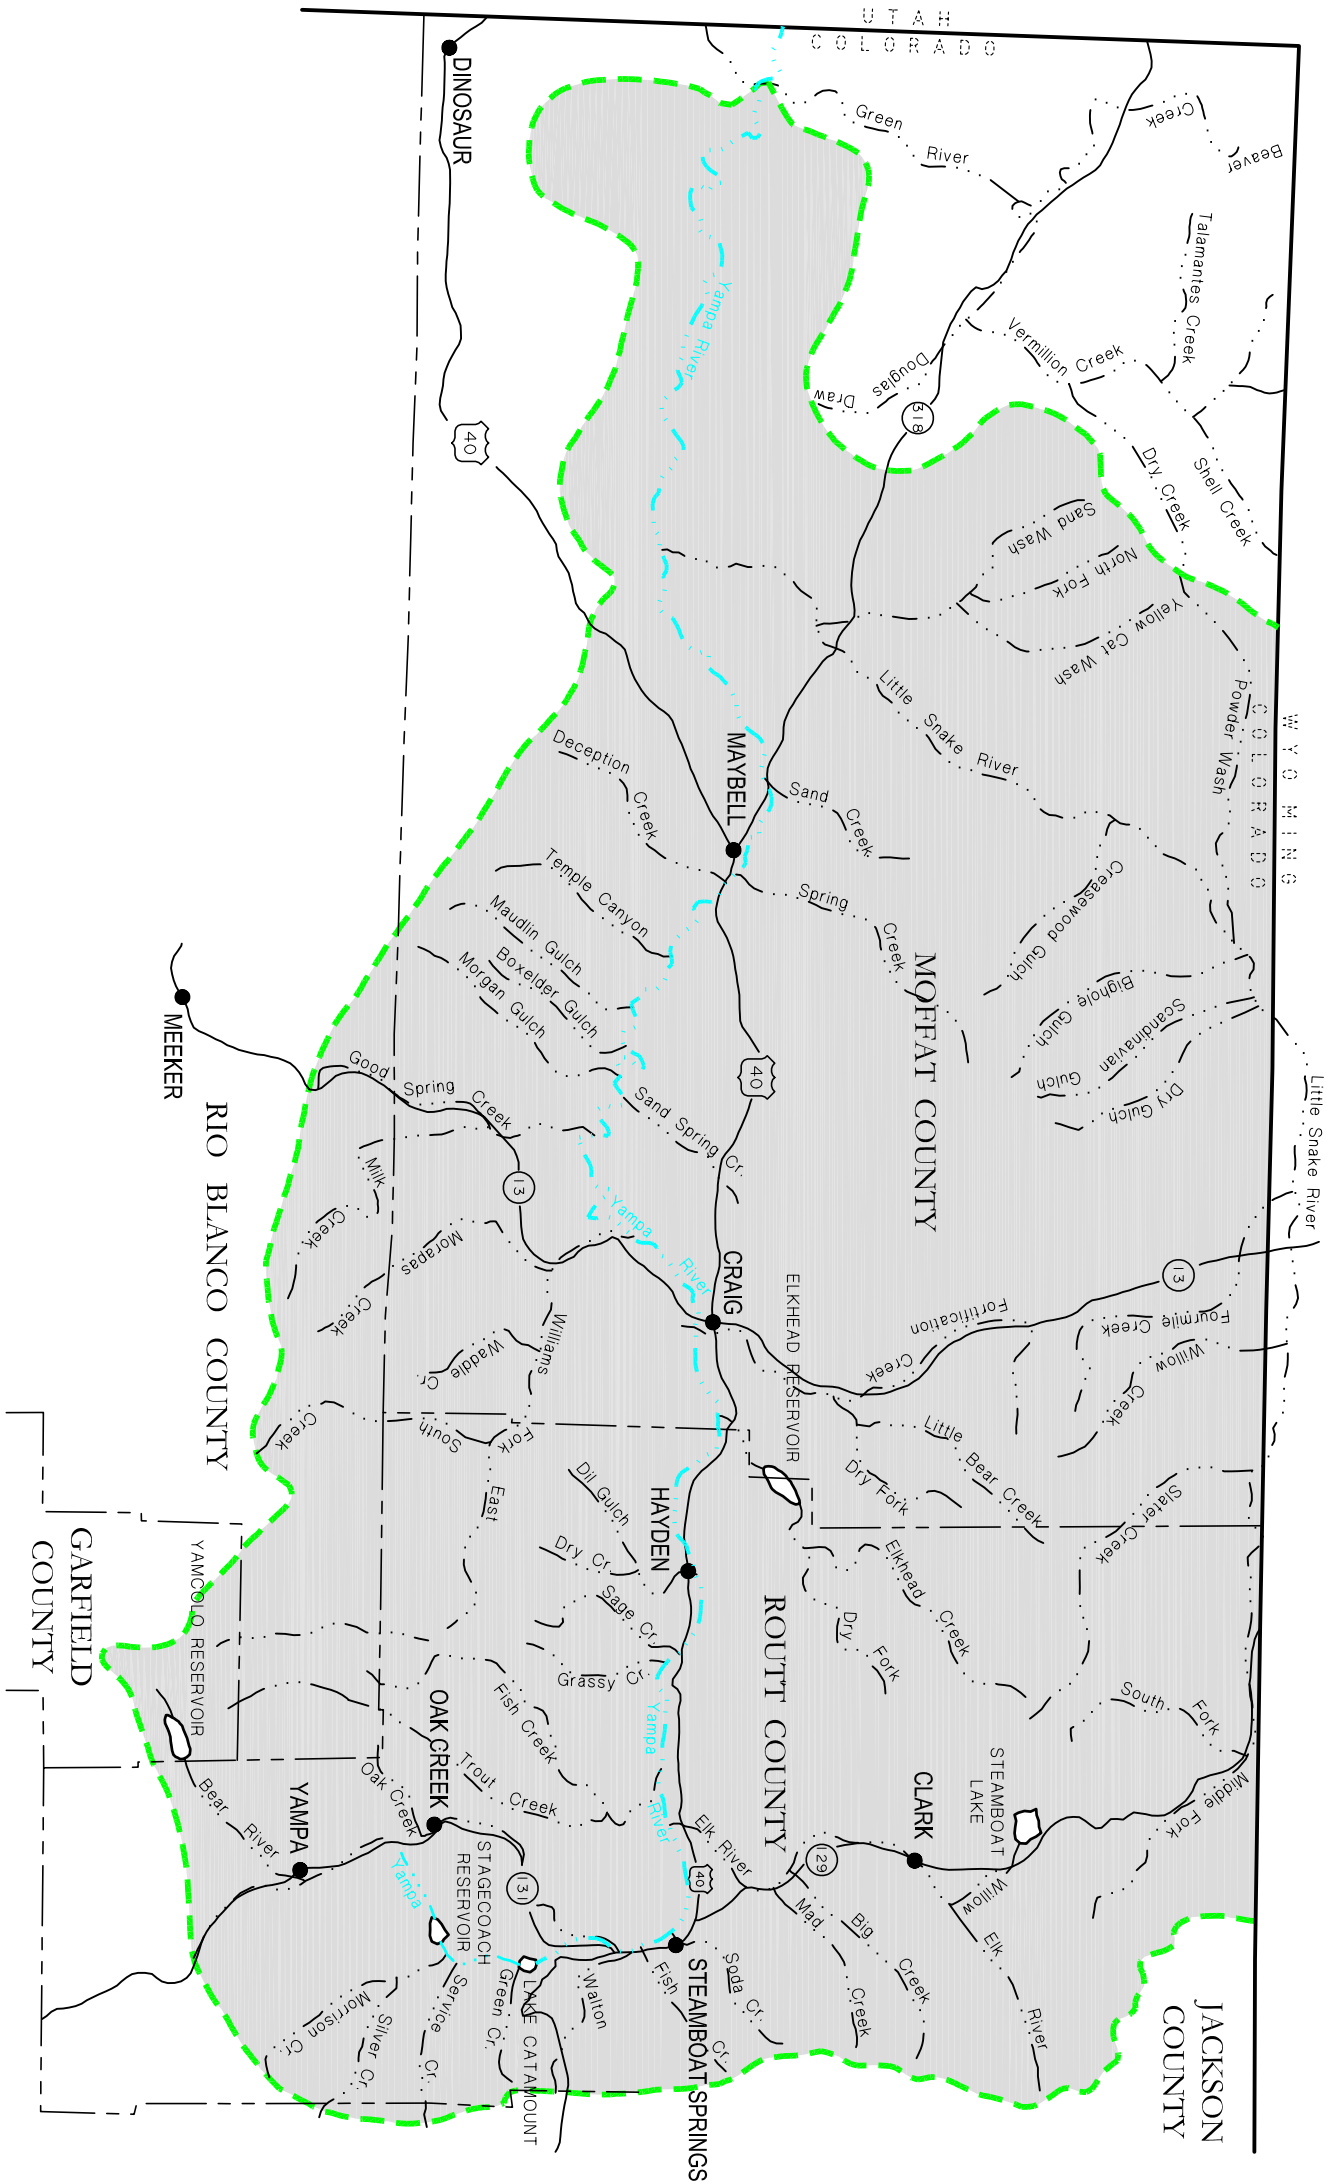 UTAH
COLORADO
WYOMING
COLORADO
DINOSAUR
Green
River
Creek
Beaver
Talamantes Creek
Vermillion Creek
Shell Creek
Dry Creek
Douglas
Draw
318
40
Yampa River
Sand Wash
North Fork
Yellow Cat Wash
Powder Wash
Little Snake River
MAYBELL
Sand
Creek
Deception
Creek
Spring
Creek
Temple Canyon
Maudlin Gulch
Boxelder Gulch
Morgan Gulch
Creasewood Gulch
Bighole Gulch
Scandinavian
Gulch
Dry Gulch
Little Snake River
MOFFAT COUNTY
40
MEEKER
RIO BLANCO COUNTY
Good Spring Creek
Sand Spring Cr.
13
Milk
Creek
Morapas
Creek
Yampa
River
CRAIG
ELKHEAD RESERVOIR
13
Fortification
Creek
Fourmile Creek
Willow
Creek
Williams
Fork
Waddle
Cr.
South
Creek
East
Little
Bear Creek
Dry Fork
Slater Creek
HAYDEN
Dil Gulch
Dry Cr.
Sage Cr.
Grassy Cr.
Fish Creek
Trout
Creek
Elkhead
Creek
Dry
Fork
ROUTT COUNTY
South
Fork
Middle Fork
GARFIELD
COUNTY
YAMCOLO RESERVOIR
Bear
River
YAMPA
OAK CREEK
Oak Creek
Yampa
River
Elk River
40
129
CLARK
STEAMBOAT
LAKE
Willow
Elk
River
Mad
Creek
Big
Creek
131
STAGECOACH
RESERVOIR
Yampa
STEAMBOAT SPRINGS
Soda Cr.
Fish
Cr.
Walton
LAKE CATAMOUNT
Green Cr.
Service
Cr.
Silver Cr.
Morrison
Cr.
JACKSON
COUNTY